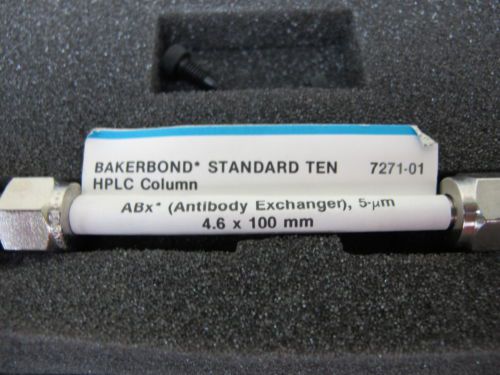 BAKERBOND* STANDARD TEN 7271-01
HPLC Column
ABx* (Antibody Exchanger), 5-μm
4.6 x 100 mm